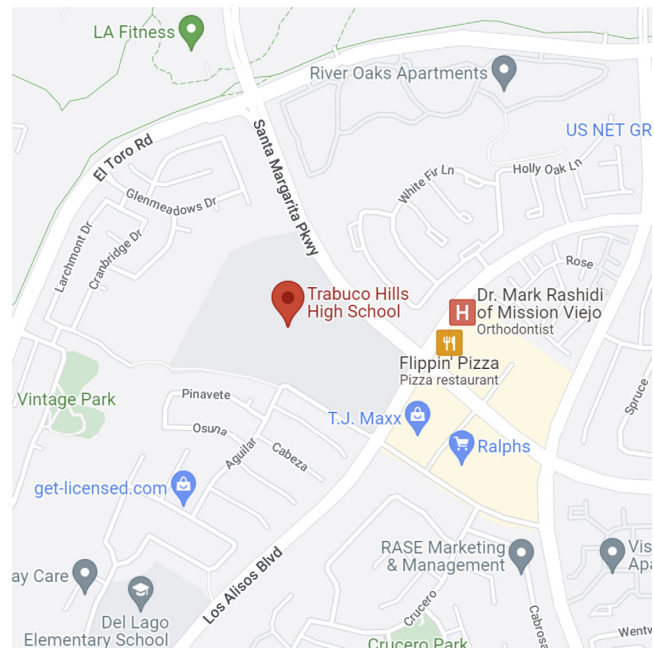 LA Fitness
River Oaks Apartments
US NET GR
El Toro Rd
Santa Margarita Pkwy
White Fir Ln
Holly Oak Ln
Glenmeadows Dr
Larchmont Dr
Cranbridge Dr
Rose
Trabuco Hills
High School
Dr. Mark Rashidi
of Mission Viejo
Orthodontist
Flippin' Pizza
Pizza restaurant
Vintage Park
Pinavete
Osuna
Aguilar
Cabeza
T.J. Maxx
Ralphs
Spruce
get-licensed.com
Los Alisos Blvd
RASE Marketing
& Management
Vis
Apa
ay Care
Del Lago
Elementary School
Crucero
Crucero Park
Cabrosa
Wentw
H